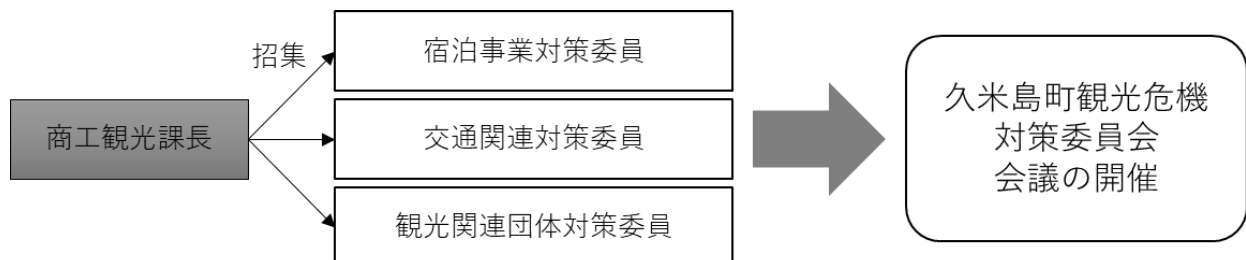 招集
商工観光課長
宿泊事業対策委員
交通関連対策委員
観光関連団体対策委員
久米島町観光危機
対策委員会
会議の開催